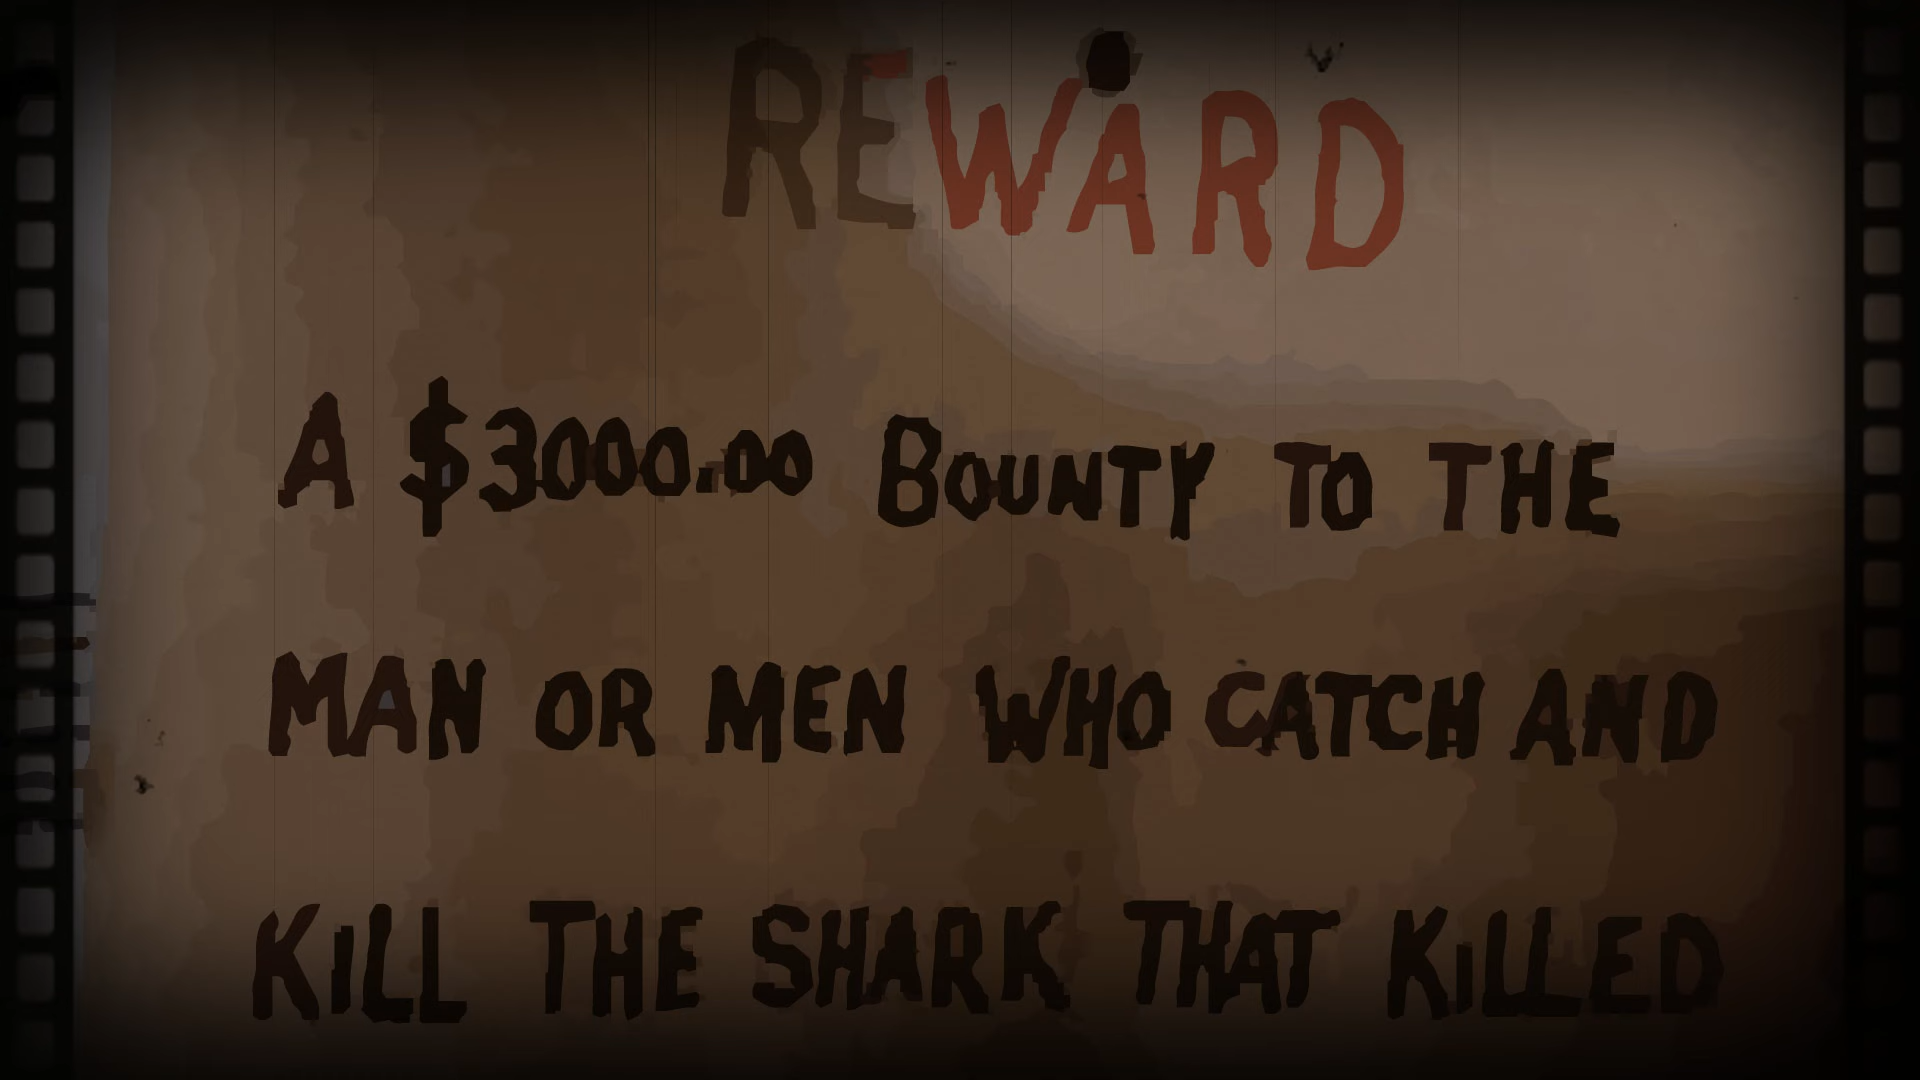 REWARD
A $3000.00 BOUNTY TO THE
MAN OR MEN WHO CATCH AND
KiLL THE SHARK THAT KiLLED